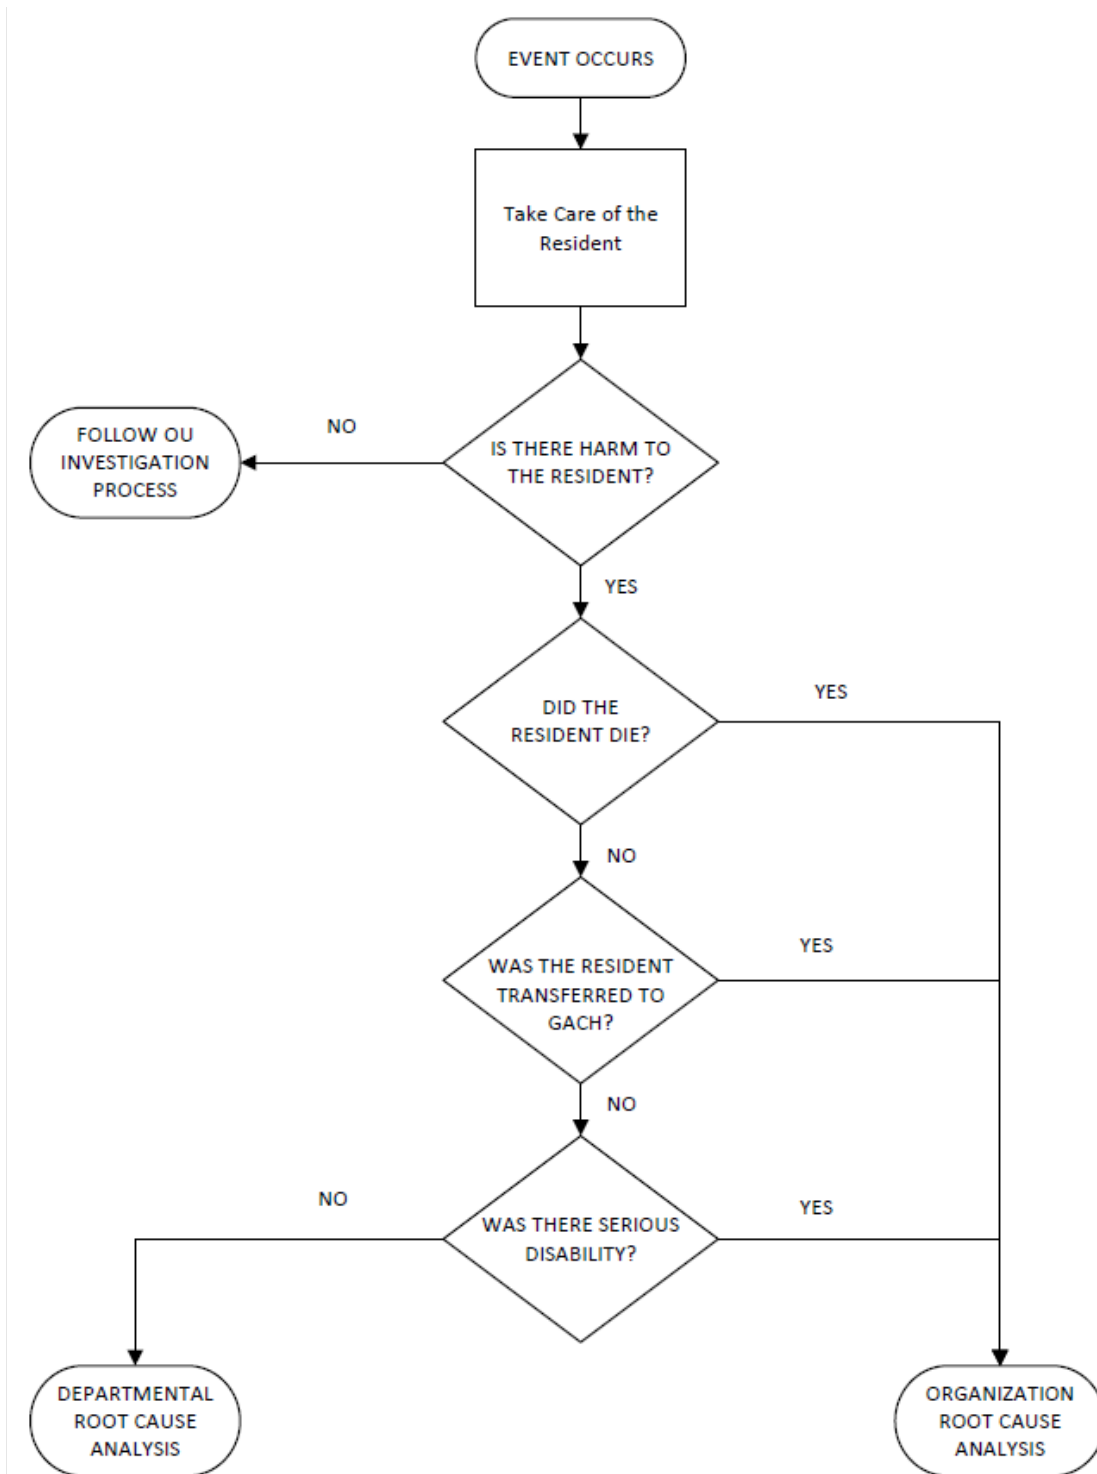 EVENT OCCURS
Take Care of the
Resident
NO
FOLLOW OU
INVESTIGATION
PROCESS
IS THERE HARM TO
THE RESIDENT?
YES
DID THE
RESIDENT DIE?
YES
NO
WAS THE RESIDENT
TRANSFERRED TO
GACH?
YES
NO
NO
WAS THERE SERIOUS
DISABILITY?
YES
DEPARTMENTAL
ROOT CAUSE
ANALYSIS
ORGANIZATION
ROOT CAUSE
ANALYSIS